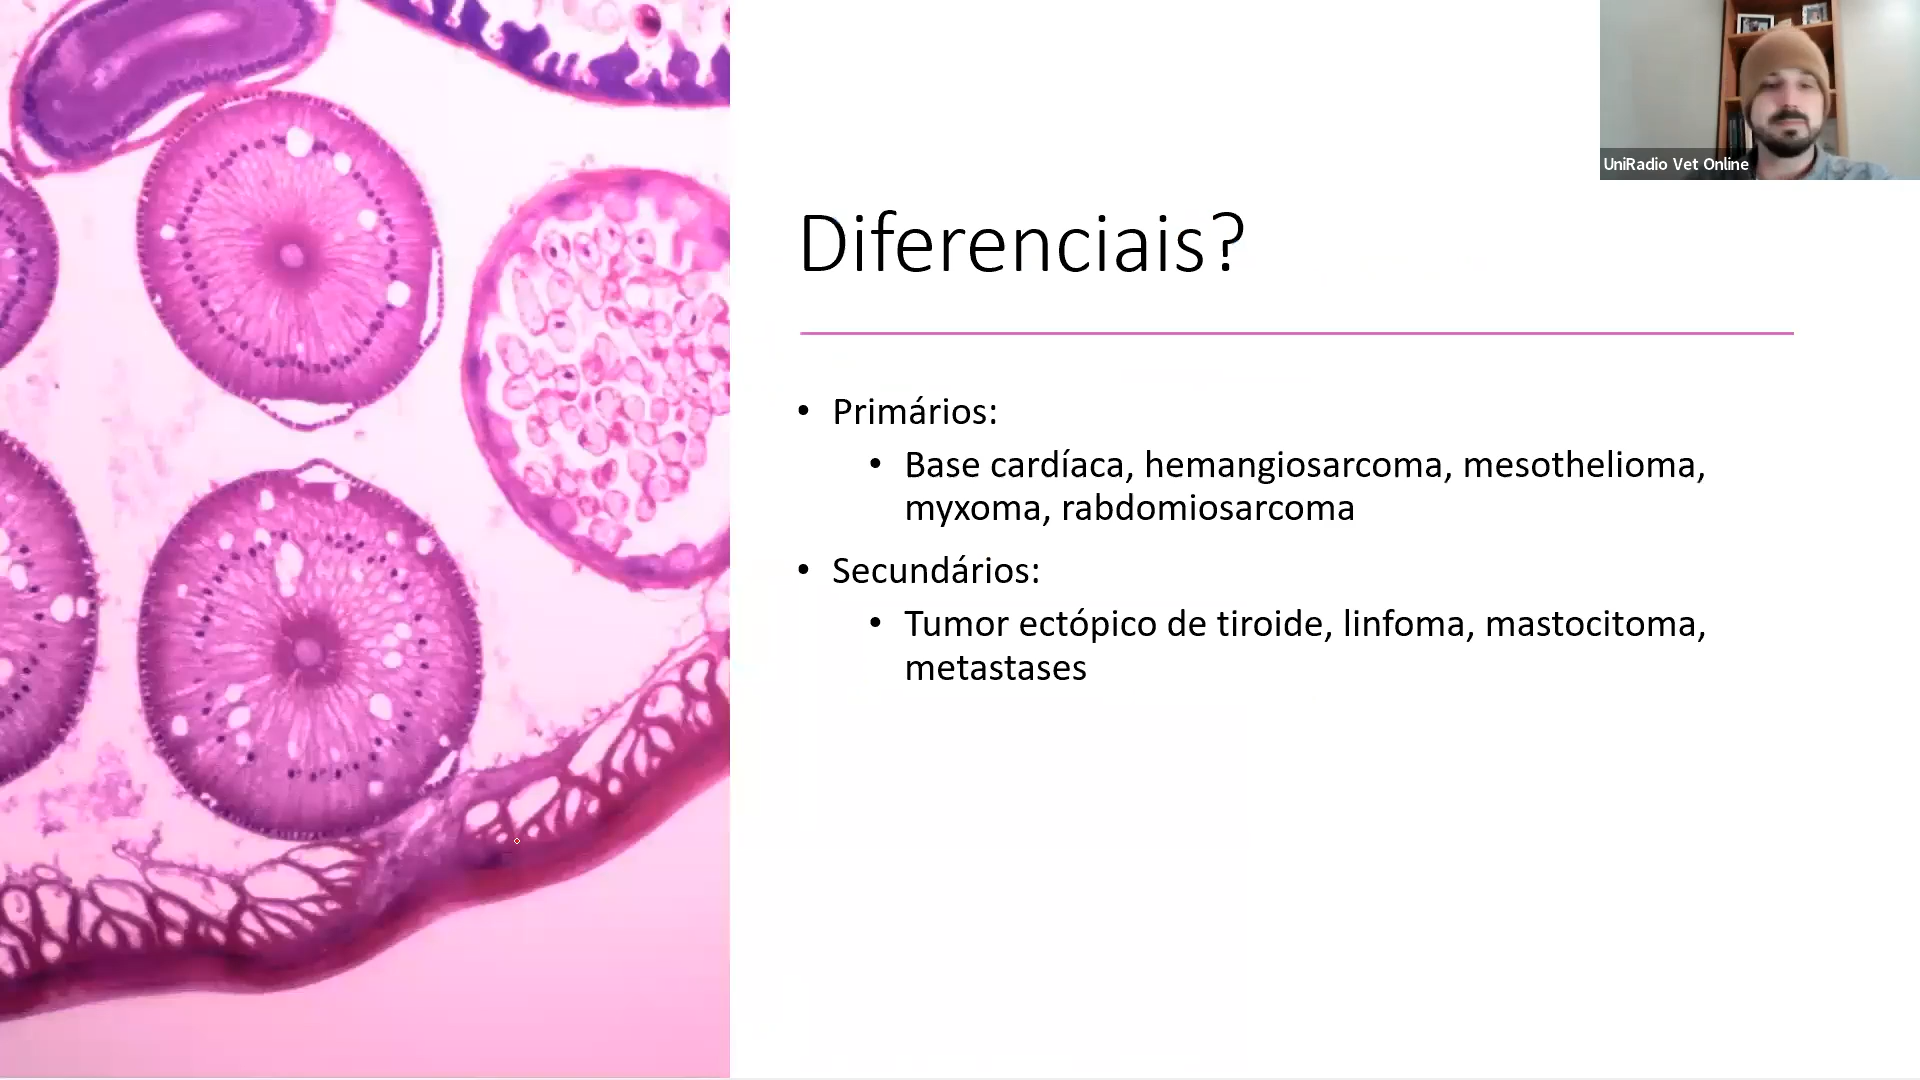 UniRadio Vet Online
Diferenciais?
• Primários:
• Base cardíaca, hemangiosarcoma, mesothelioma,
myxoma, rabdomiosarcoma
• Secundários:
• Tumor ectópico de tiroide, linfoma, mastocitoma,
metastases